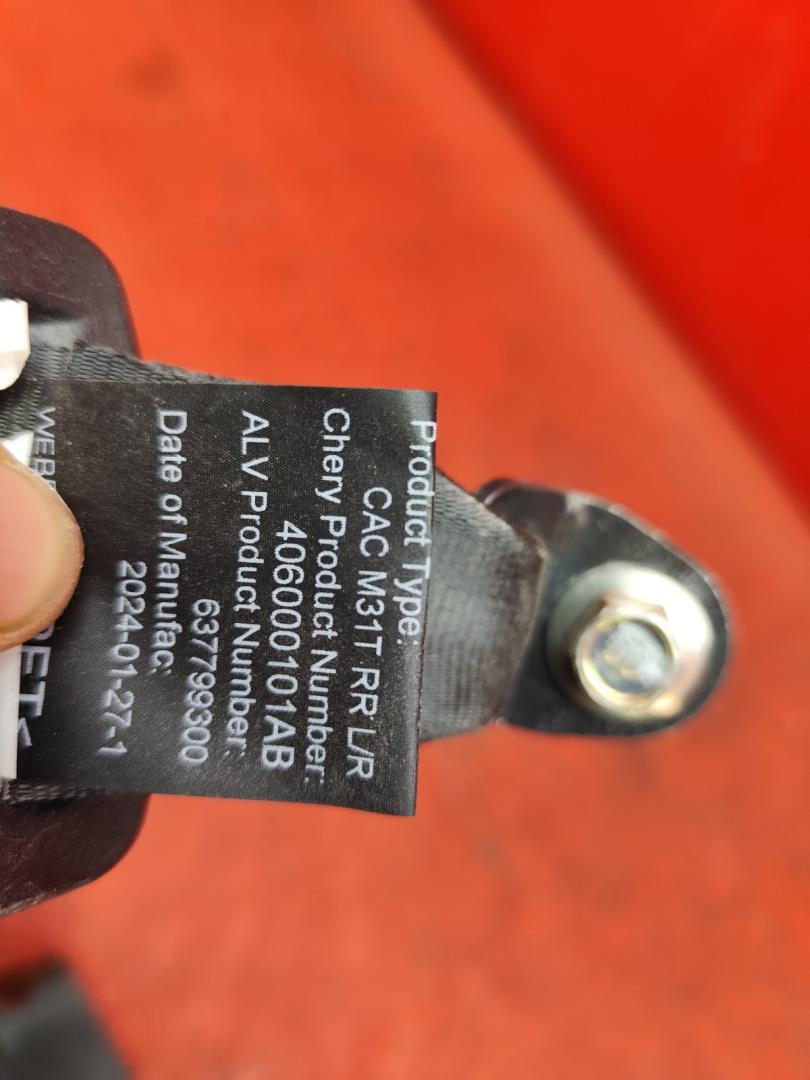 Product Type:
CAC M31T RR L/R
Chery Product Number:
406000101AB
ALV Product Number:
637799300
Date of Manufac:
2024-01-27-1